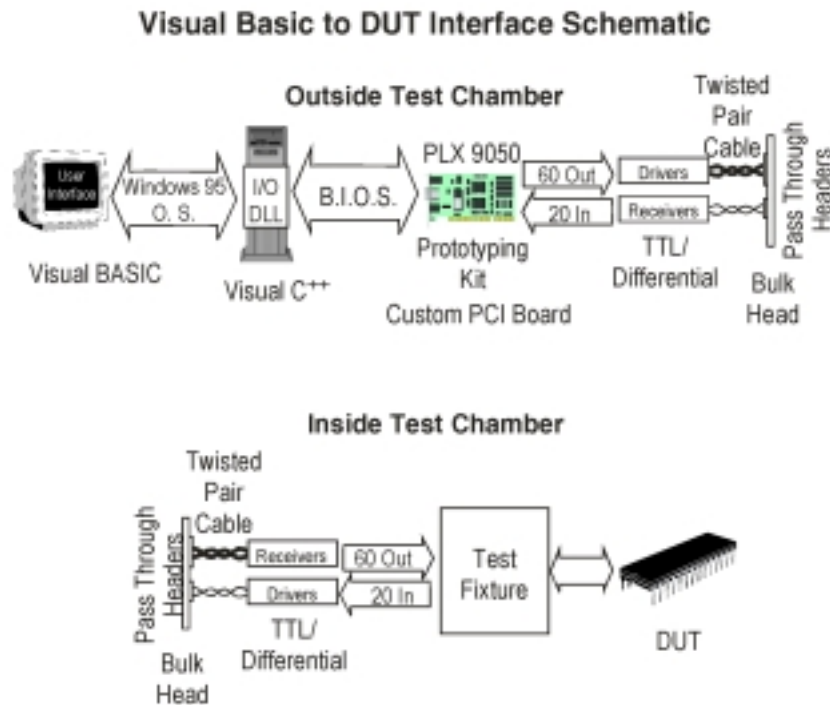 Visual Basic to DUT Interface Schematic
Outside Test Chamber
Twisted
Pair
Cable
User
Interface
Windows 95
O. S.
I/O
DLL
B.I.O.S.
PLX 9050
60 Out
20 In
Drivers
Receivers
Pass Through
Headers
Visual BASIC
Visual C++
Prototyping
Kit
Custom PCI Board
TTL/
Differential
Bulk
Head
Inside Test Chamber
Twisted
Pair
Cable
Pass Through
Headers
Receivers
Drivers
60 Out
20 In
Test
Fixture
TTL/
Differential
DUT
Bulk
Head